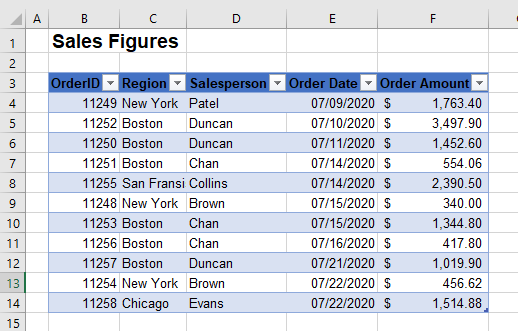 A B C D E F
1 Sales Figures
2
3 OrderID Region Salesperson Order Date Order Amount
4 11249 New York Patel 07/09/2020 $ 1,763.40
5 11252 Boston Duncan 07/10/2020 $ 3,497.90
6 11250 Boston Duncan 07/11/2020 $ 1,452.60
7 11251 Boston Chan 07/14/2020 $ 554.06
8 11255 San Fransi Collins 07/14/2020 $ 2,390.50
9 11248 New York Brown 07/15/2020 $ 340.00
10 11253 Boston Chan 07/15/2020 $ 1,344.80
11 11256 Boston Chan 07/16/2020 $ 417.80
12 11257 Boston Duncan 07/21/2020 $ 1,019.90
13 11254 New York Brown 07/22/2020 $ 456.62
14 11258 Chicago Evans 07/22/2020 $ 1,514.88
15